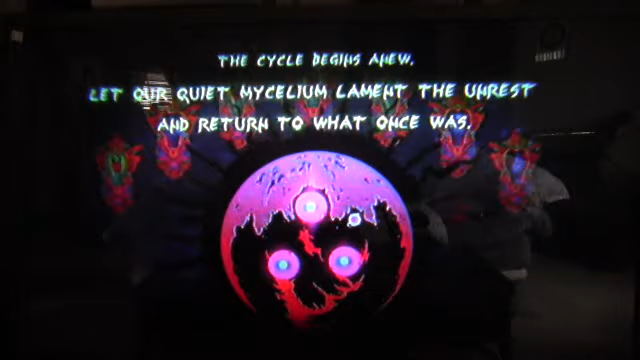 THE CYCLE BEGINS ANEW.
LET OUR QUIET MYCELIUM LAMENT THE UNREST
AND RETURN TO WHAT ONCE WAS.